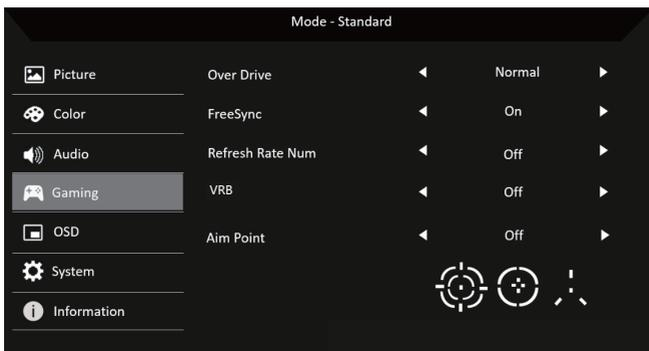 Mode - Standard
Picture
Over Drive Normal
Color
FreeSync On
Audio
Refresh Rate Num Off
Gaming
VRB Off
OSD
Aim Point Off
System
Information